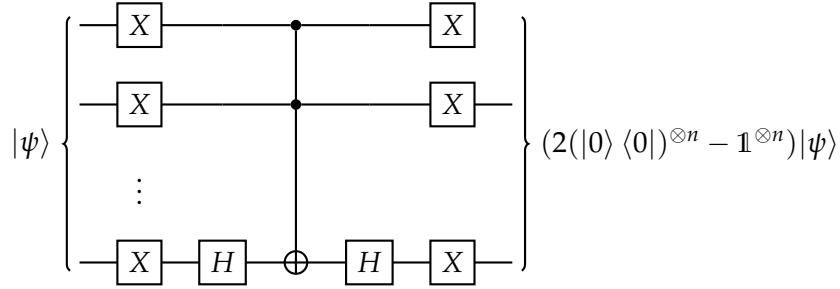 X X
X X
|ψ⟩ (2(|0⟩ ⟨0|)^{⊗n} − 𝟙^{⊗n})|ψ⟩
⋮
X H H X